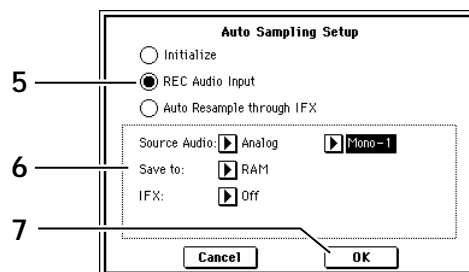 Auto Sampling Setup
Initialize
5
REC Audio Input
Auto Resample through IFX
Source Audio: Analog Mono-1
6
Save to: RAM
IFX: Off
7
Cancel OK